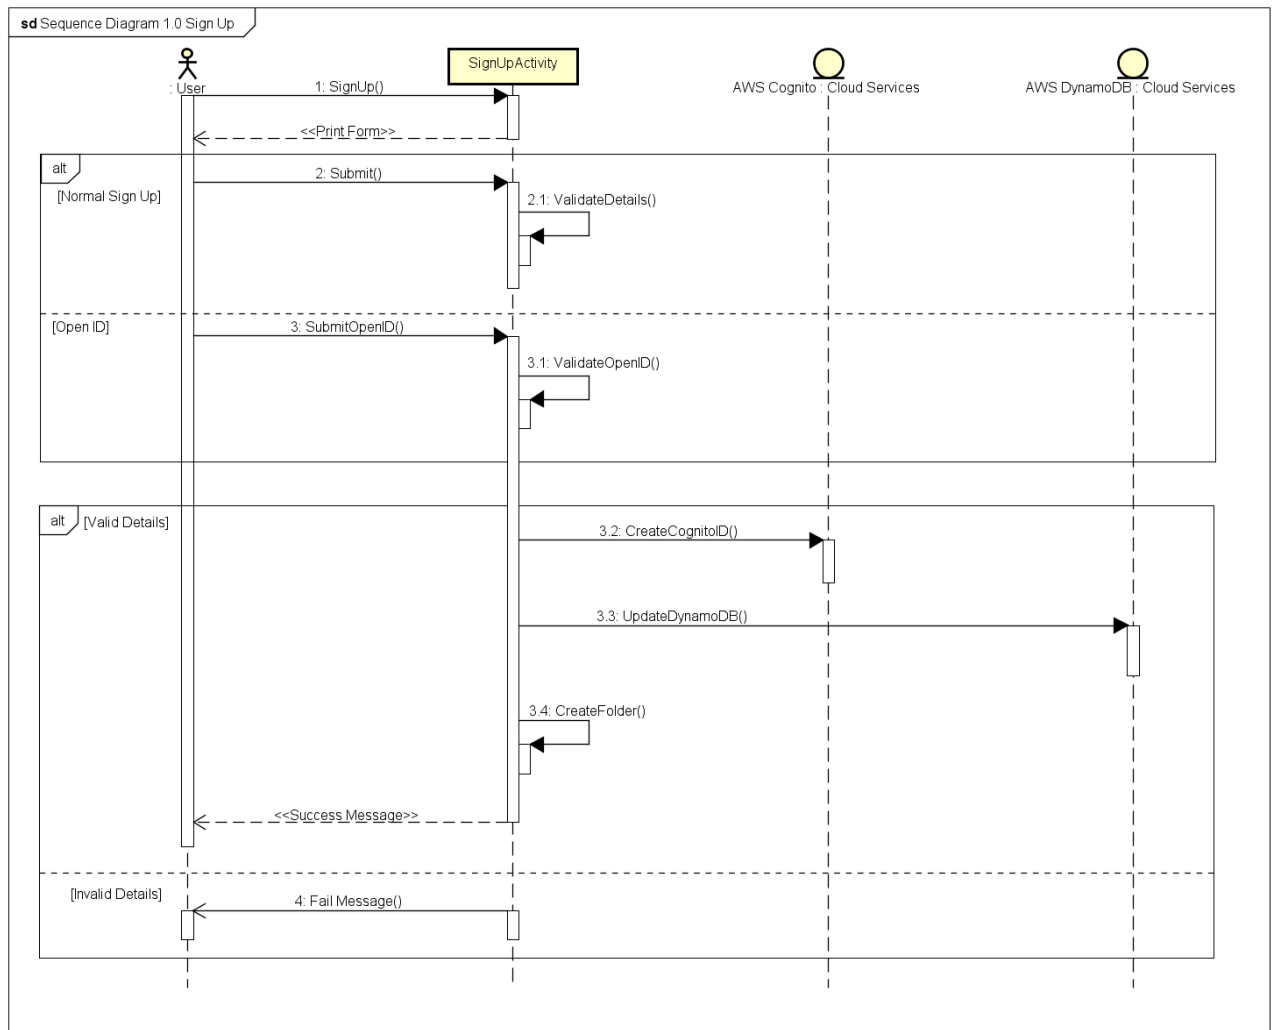 sd Sequence Diagram 1.0 Sign Up
: User
SignUpActivity
AWS Cognito : Cloud Services
AWS DynamoDB : Cloud Services
1: SignUp()
<<Print Form>>
alt
[Normal Sign Up]
2: Submit()
2.1: ValidateDetails()
[Open ID]
3: SubmitOpenID()
3.1: ValidateOpenID()
alt
[Valid Details]
3.2: CreateCognitoID()
3.3: UpdateDynamoDB()
3.4: CreateFolder()
<<Success Message>>
[Invalid Details]
4: Fail Message()